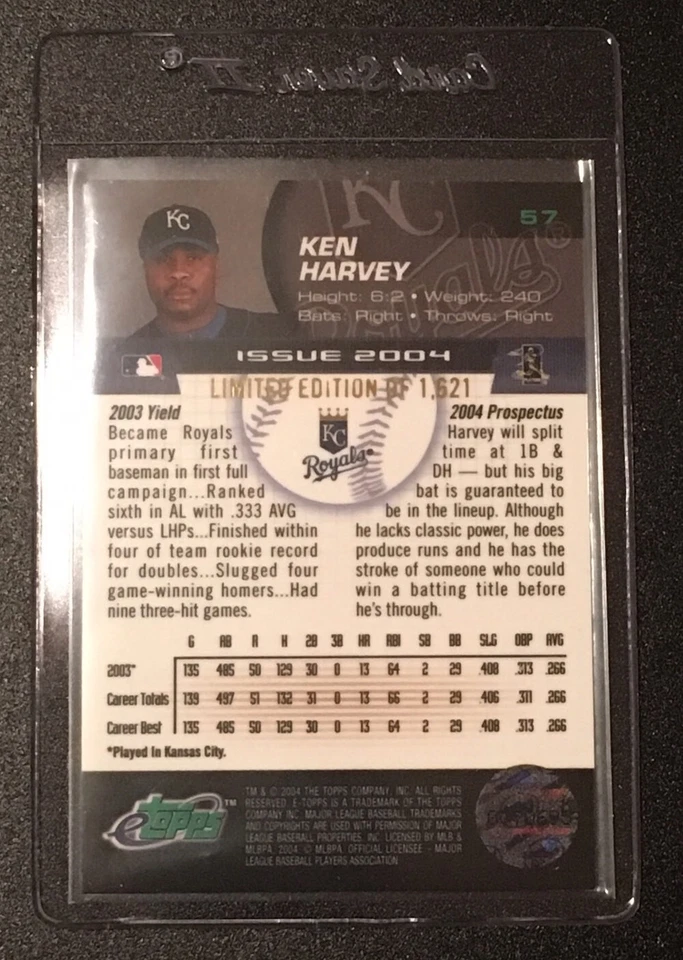 Card Saver II®
KC
KC
Royals®
57
KEN
HARVEY
Height: 6:2 • Weight: 240
Bats: Right • Throws: Right
ISSUE 2004
LIMITED EDITION OF 1,621
2003 Yield
Became Royals
primary first
baseman in first full
campaign...Ranked
sixth in AL with .333 AVG
versus LHPs...Finished within
four of team rookie record
for doubles...Slugged four
game-winning homers...Had
nine three-hit games.
KC
Royals®
2004 Prospectus
Harvey will split
time at 1B &
DH — but his big
bat is guaranteed to
be in the lineup. Although
he lacks classic power, he does
produce runs and he has the
stroke of someone who could
win a batting title before
he's through.
G AB R H 2B 3B HR RBI SB BB SLG OBP AVG
2003* 135 485 50 129 30 0 13 64 2 29 .408 .313 .266
Career Totals 139 497 51 132 31 0 13 66 2 29 .406 .311 .266
Career Best 135 485 50 129 30 0 13 64 2 29 .408 .313 .266
*Played In Kansas City.
etopps™
TM & © 2004 THE TOPPS COMPANY, INC. ALL RIGHTS
RESERVED. E-TOPPS IS A TRADEMARK OF THE TOPPS
COMPANY INC. MAJOR LEAGUE BASEBALL TRADEMARKS
AND COPYRIGHTS ARE USED WITH PERMISSION OF MAJOR
LEAGUE BASEBALL PROPERTIES, INC. LICENSED BY MLB &
MLBPA, 2004. © MLBPA. OFFICIAL LICENSEE - MAJOR
LEAGUE BASEBALL PLAYERS ASSOCIATION